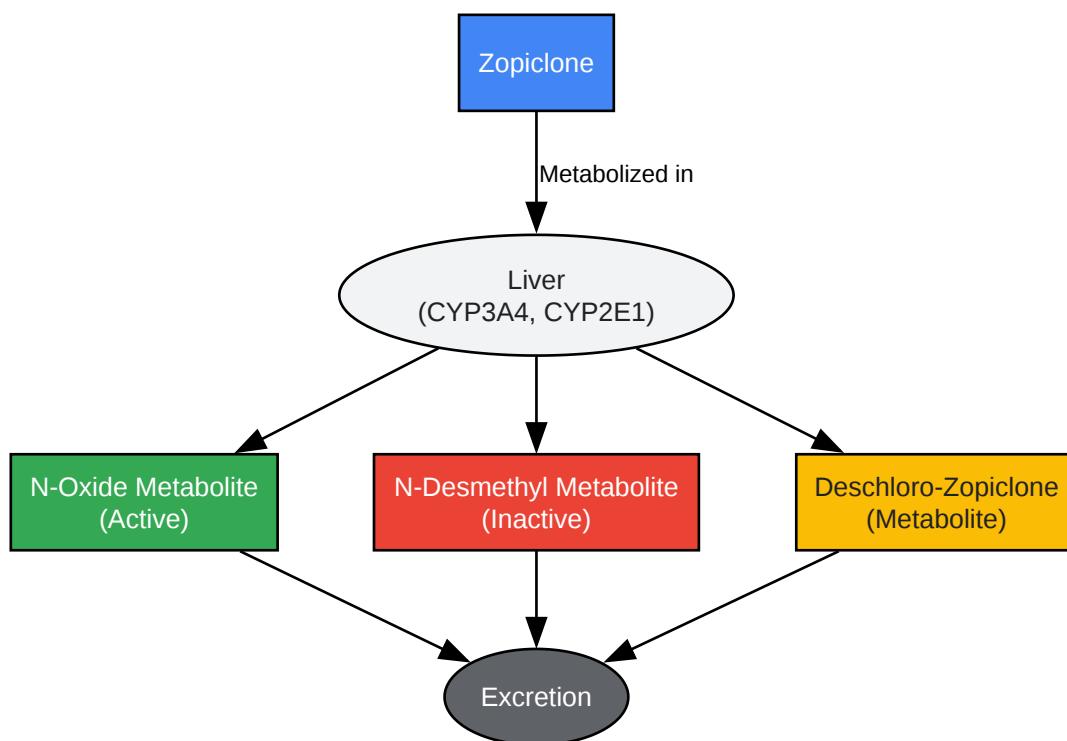 Zopiclone
Metabolized in
Liver
(CYP3A4, CYP2E1)
N-Oxide Metabolite
(Active)
N-Desmethyl Metabolite
(Inactive)
Deschloro-Zopiclone
(Metabolite)
Excretion